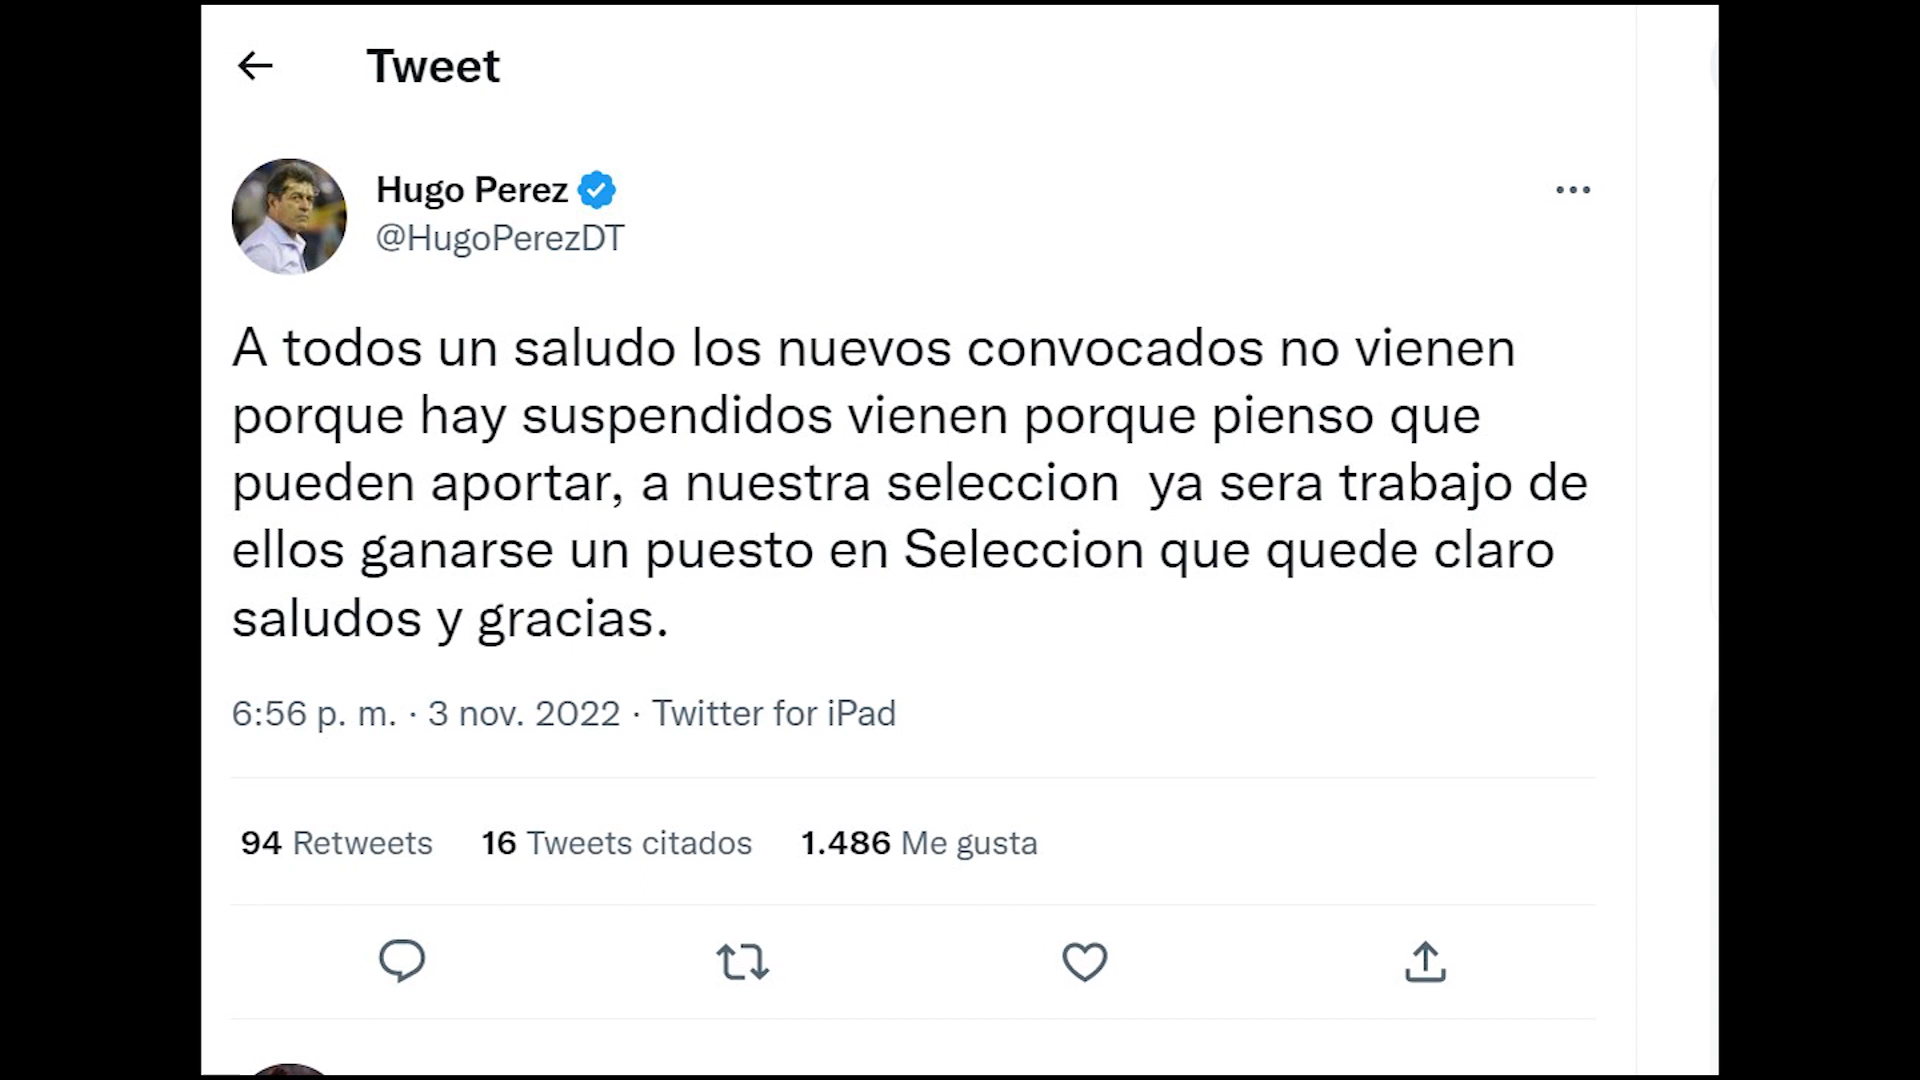 Tweet
Hugo Perez
@HugoPerezDT
A todos un saludo los nuevos convocados no vienen
porque hay suspendidos vienen porque pienso que
pueden aportar, a nuestra seleccion  ya sera trabajo de
ellos ganarse un puesto en Seleccion que quede claro
saludos y gracias.
6:56 p. m. · 3 nov. 2022 · Twitter for iPad
94 Retweets 16 Tweets citados 1.486 Me gusta